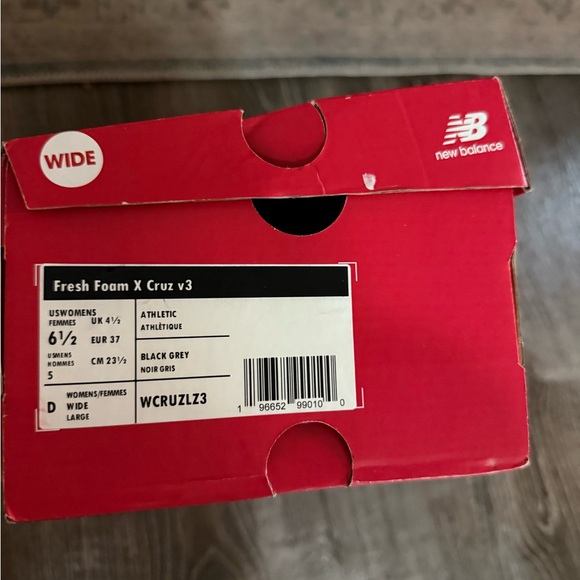 WIDE
NB
new balance
Fresh Foam X Cruz v3
USWOMENS
FEMMES
6½
UK 4½
EUR 37
USMENS
HOMMES
5
CM 23½
ATHLETIC
ATHLÈTIQUE
BLACK GREY
NOIR GRIS
D
WOMENS/FEMMES
WIDE
LARGE
WCRUZLZ3
1 96652 99010 0